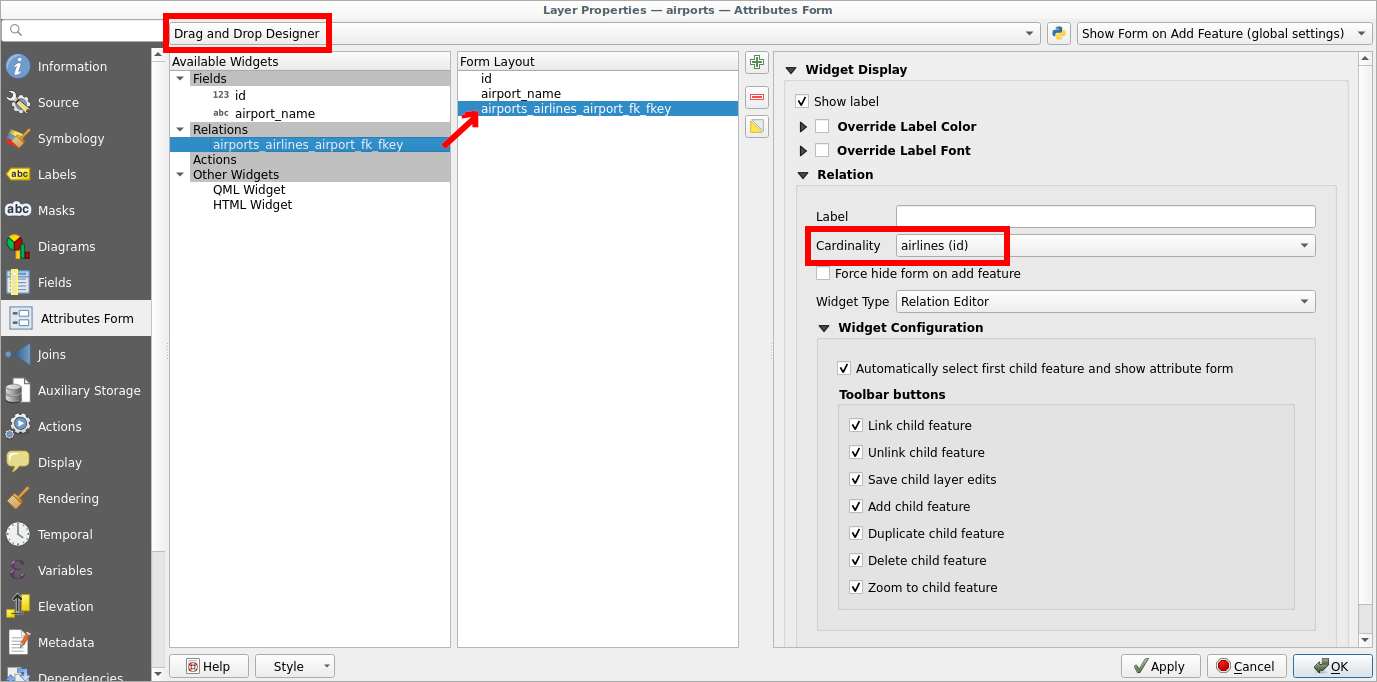 Layer Properties — airports — Attributes Form
Drag and Drop Designer
Show Form on Add Feature (global settings)
Information
Source
Symbology
abc Labels
abc Masks
Diagrams
Fields
Attributes Form
Joins
Auxiliary Storage
Actions
Display
Rendering
Temporal
ε Variables
Elevation
Metadata
Dependencies
Available Widgets
Fields
123 id
abc airport_name
Relations
airports_airlines_airport_fk_fkey
Actions
Other Widgets
QML Widget
HTML Widget
Form Layout
id
airport_name
airports_airlines_airport_fk_fkey
Widget Display
Show label
Override Label Color
Override Label Font
Relation
Label
Cardinality airlines (id)
Force hide form on add feature
Widget Type Relation Editor
Widget Configuration
Automatically select first child feature and show attribute form
Toolbar buttons
Link child feature
Unlink child feature
Save child layer edits
Add child feature
Duplicate child feature
Delete child feature
Zoom to child feature
Help
Style
Apply
Cancel
OK